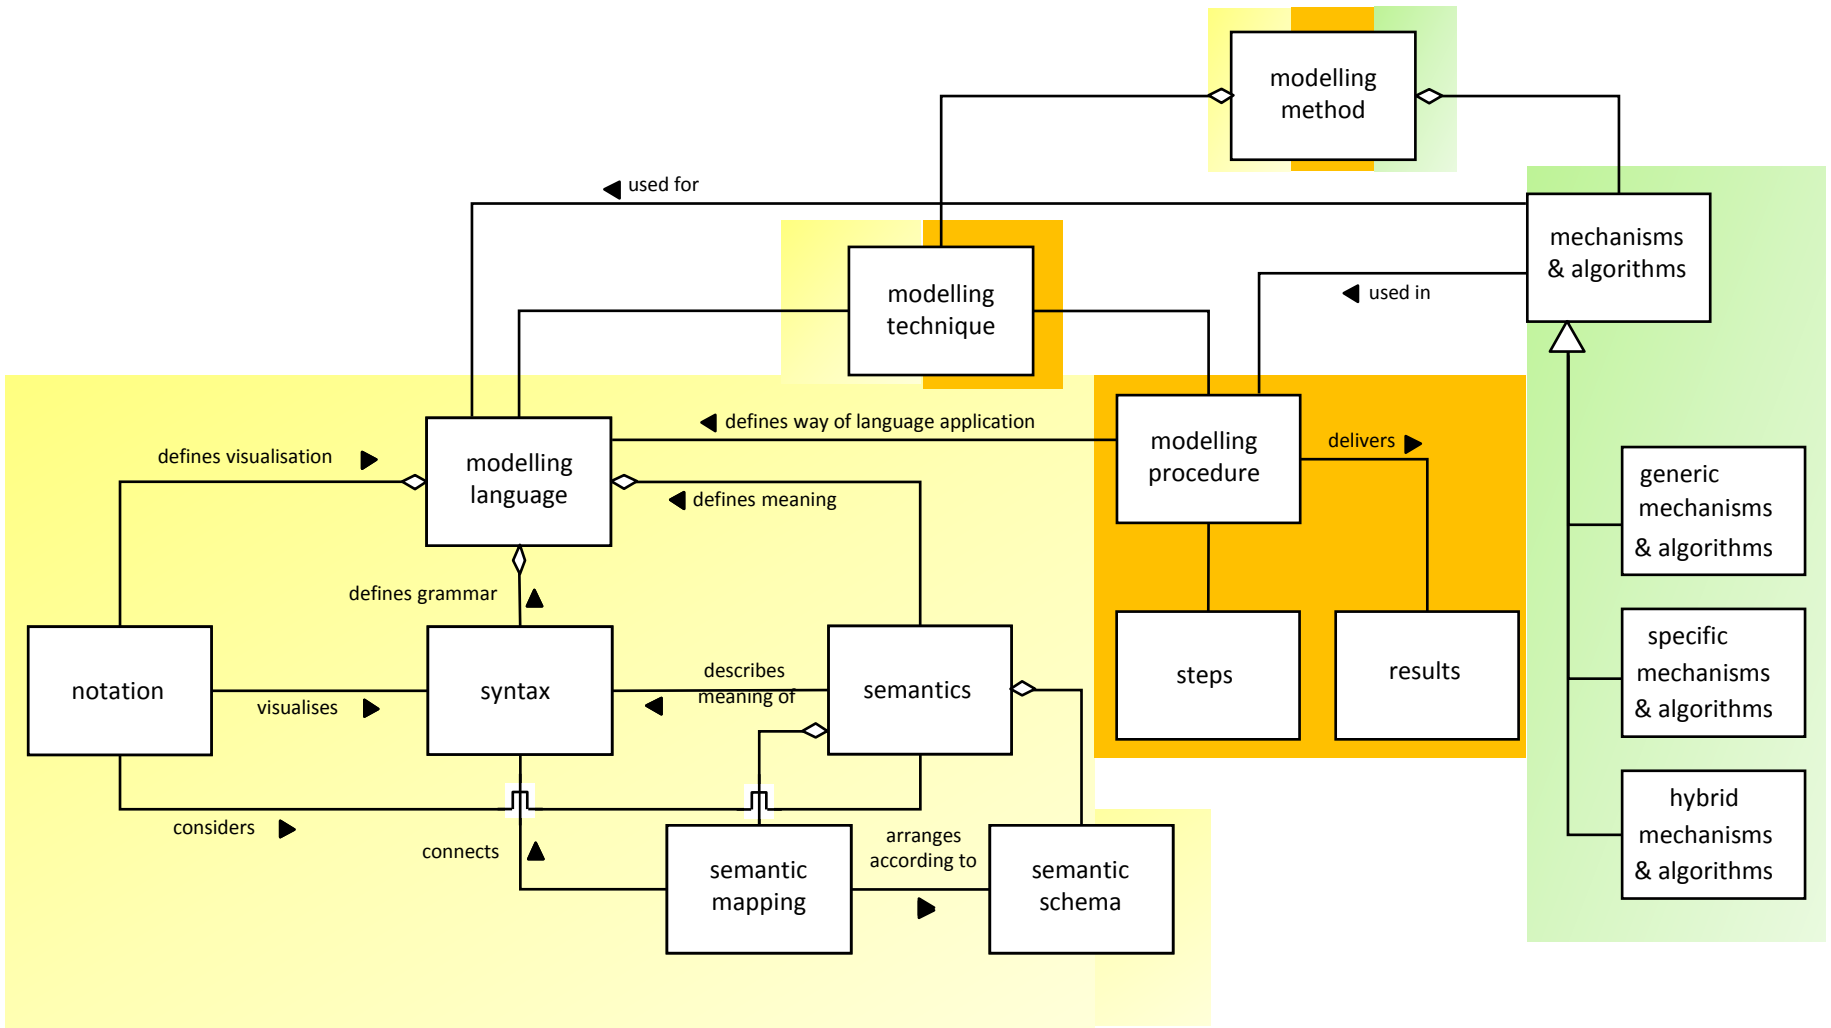 modelling
method
used for
mechanisms
& algorithms
modelling
technique
used in
defines way of language application
modelling
procedure
delivers
defines visualisation
modelling
language
defines meaning
generic
mechanisms
& algorithms
defines grammar
notation
visualises
syntax
describes
meaning of
semantics
steps
results
specific
mechanisms
& algorithms
considers
connects
semantic
mapping
arranges
according to
semantic
schema
hybrid
mechanisms
& algorithms